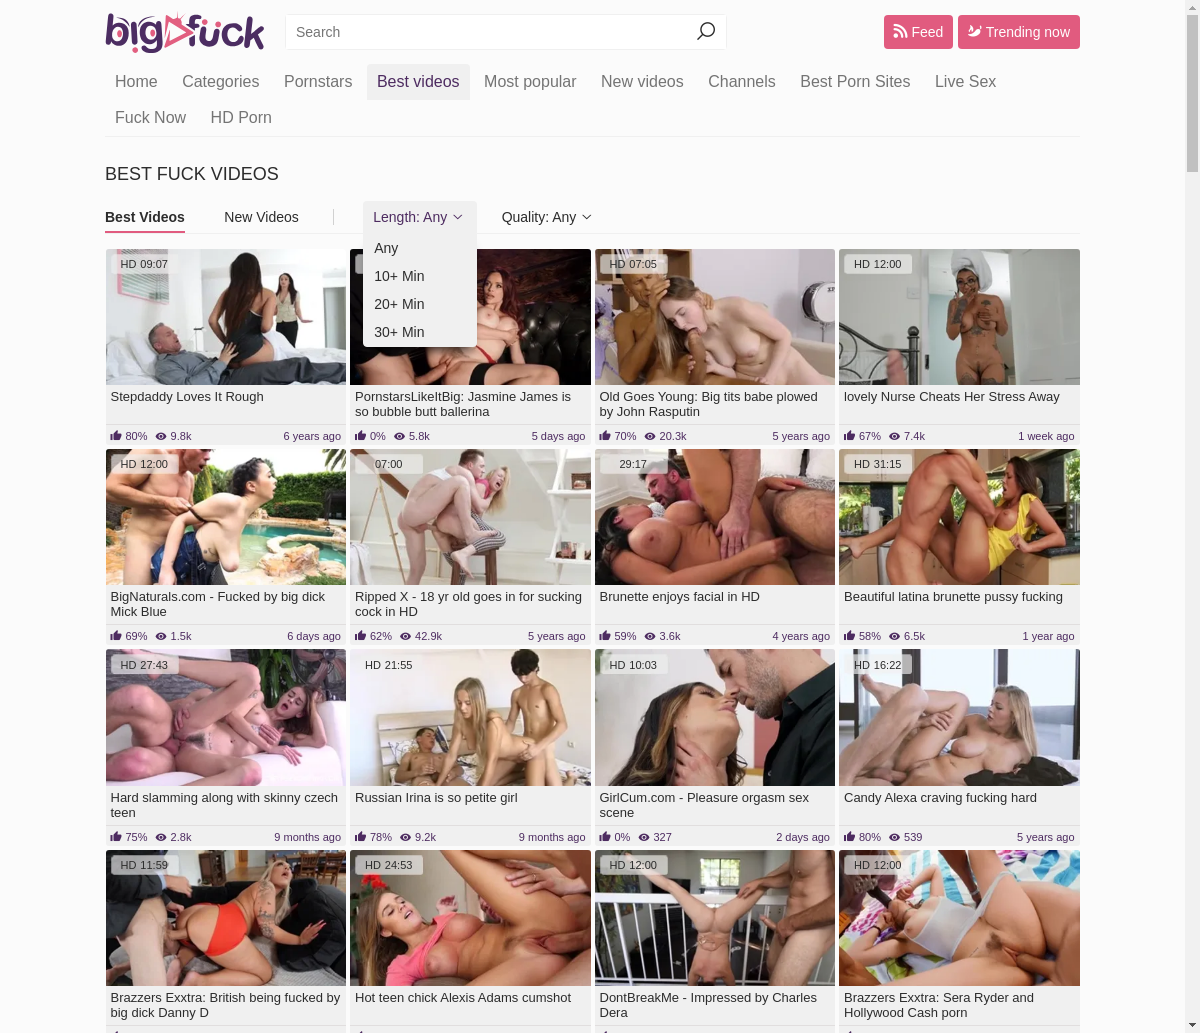 bigfuck
Search
Feed
Trending now
Home Categories Pornstars Best videos Most popular New videos Channels Best Porn Sites Live Sex
Fuck Now HD Porn
BEST FUCK VIDEOS
Best Videos New Videos Length: Any Quality: Any
Any
10+ Min
20+ Min
30+ Min
HD 09:07
HD 07:05
HD 12:00
Stepdaddy Loves It Rough
PornstarsLikeItBig: Jasmine James is
so bubble butt ballerina
Old Goes Young: Big tits babe plowed
by John Rasputin
lovely Nurse Cheats Her Stress Away
80% 9.8k 6 years ago
0% 5.8k 5 days ago
70% 20.3k 5 years ago
67% 7.4k 1 week ago
HD 12:00
07:00
29:17
HD 31:15
BigNaturals.com - Fucked by big dick
Mick Blue
Ripped X - 18 yr old goes in for sucking
cock in HD
Brunette enjoys facial in HD
Beautiful latina brunette pussy fucking
69% 1.5k 6 days ago
62% 42.9k 5 years ago
59% 3.6k 4 years ago
58% 6.5k 1 year ago
HD 27:43
HD 21:55
HD 10:03
HD 16:22
Hard slamming along with skinny czech
teen
Russian Irina is so petite girl
GirlCum.com - Pleasure orgasm sex
scene
Candy Alexa craving fucking hard
75% 2.8k 9 months ago
78% 9.2k 9 months ago
0% 327 2 days ago
80% 539 5 years ago
HD 11:59
HD 24:53
HD 12:00
HD 12:00
Brazzers Exxtra: British being fucked by
big dick Danny D
Hot teen chick Alexis Adams cumshot
DontBreakMe - Impressed by Charles
Dera
Brazzers Exxtra: Sera Ryder and
Hollywood Cash porn